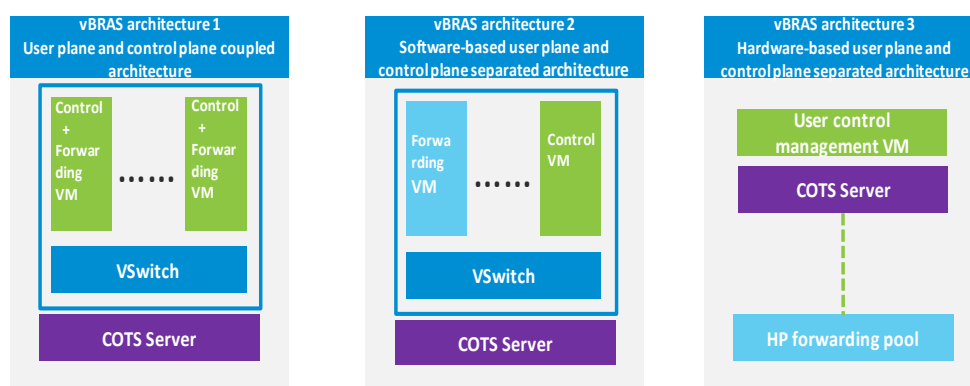 vBRAS architecture 1
User plane and control plane coupled
architecture
Control
+
Forwar
ding
VM
......
Control
+
Forwar
ding
VM
VSwitch
COTS Server
vBRAS architecture 2
Software-based user plane and
control plane separated architecture
Forwa
rding
VM
......
Control
VM
VSwitch
COTS Server
vBRAS architecture 3
Hardware-based user plane and
control plane separated architecture
User control
management VM
COTS Server
HP forwarding pool